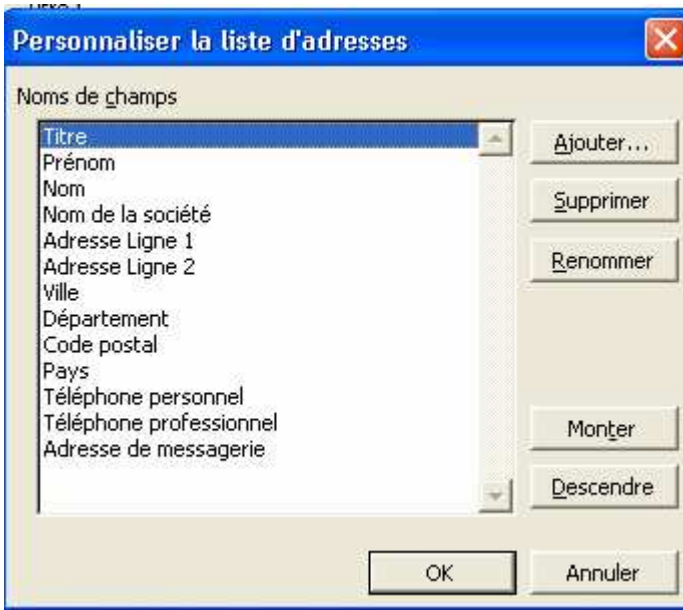 Personnaliser la liste d'adresses
Noms de champs
Titre
Prénom
Nom
Nom de la société
Adresse Ligne 1
Adresse Ligne 2
Ville
Département
Code postal
Pays
Téléphone personnel
Téléphone professionnel
Adresse de messagerie
Ajouter...
Supprimer
Renommer
Monter
Descendre
OK
Annuler